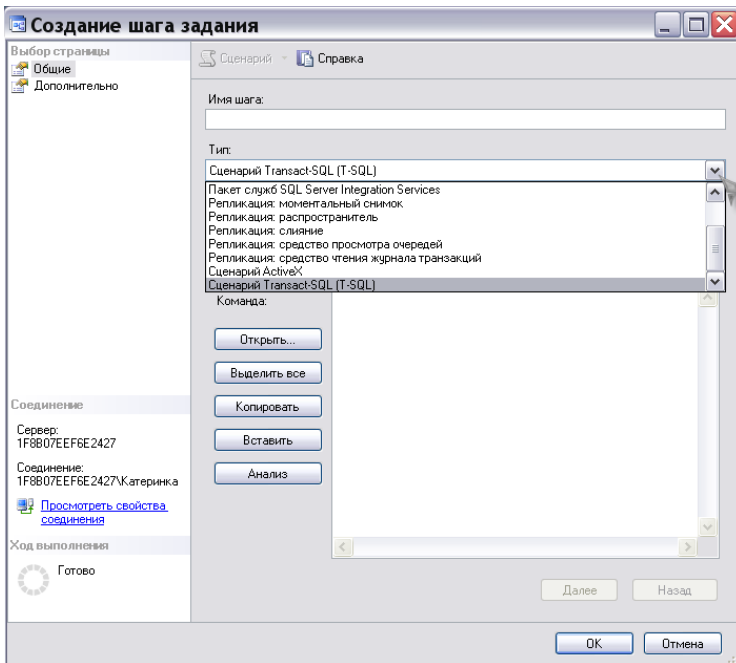 Создание шага задания
Выбор страницы
Общие
Дополнительно
Сценарий
Справка
Имя шага:
Тип:
Сценарий Transact-SQL (T-SQL)
Пакет служб SQL Server Integration Services
Репликация: моментальный снимок
Репликация: распространитель
Репликация: слияние
Репликация: средство просмотра очередей
Репликация: средство чтения журнала транзакций
Сценарий ActiveX
Сценарий Transact-SQL (T-SQL)
Команда:
Открыть...
Выделить все
Копировать
Вставить
Анализ
Соединение
Сервер:
1F8B07EEF6E2427
Соединение:
1F8B07EEF6E2427\Катеринка
Просмотреть свойства
соединения
Ход выполнения
Готово
Далее
Назад
OK
Отмена